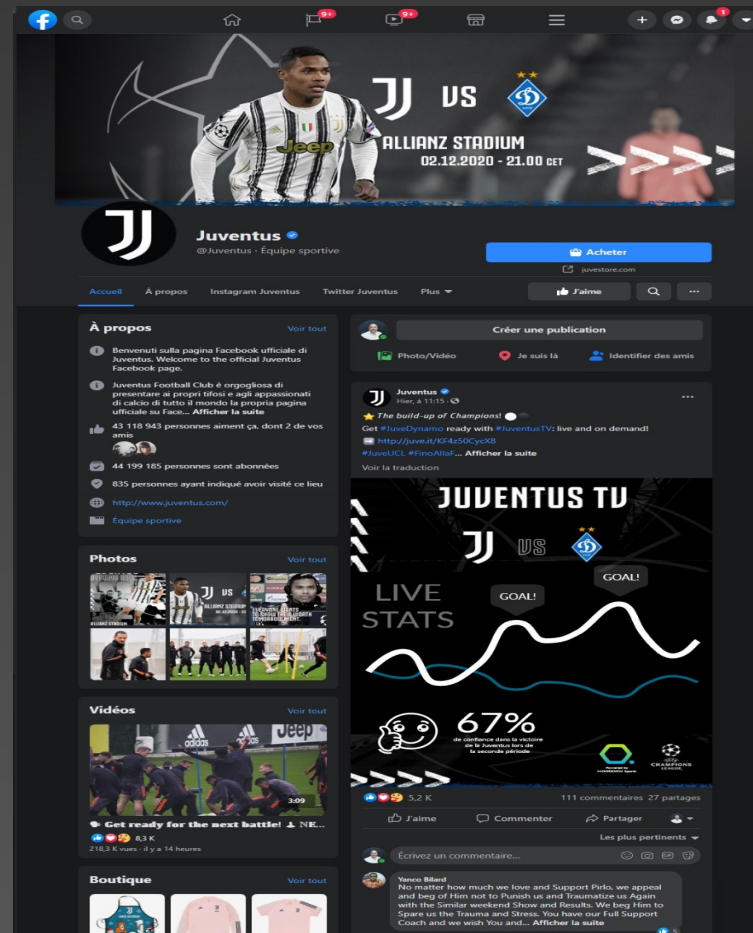 9+
9+
1
VS
ALLIANZ STADIUM
02.12.2020 - 21.00 CET
Jeep
Juventus
@Juventus · Équipe sportive
Acheter
juvestore.com
Accueil
À propos
Instagram Juventus
Twitter Juventus
Plus
J'aime
À propos
Voir tout
Benvenuti sulla pagina Facebook ufficiale di
Juventus. Welcome to the official Juventus
Facebook page.
Juventus Football Club è orgogliosa di
presentare ai propri tifosi e agli appassionati
di calcio di tutto il mondo la propria pagina
ufficiale su Face... Afficher la suite
43 118 943 personnes aiment ça, dont 2 de vos
amis
44 199 185 personnes sont abonnées
835 personnes ayant indiqué avoir visité ce lieu
http://www.juventus.com/
Équipe sportive
Photos
Voir tout
VS
Vidéos
Voir tout
adidas
adidas
Jeep
3:09
Get ready for the next battle! NE...
8,3 K
218,3 K vues · il y a 14 heures
Boutique
Voir tout
Créer une publication
Photo/Vidéo
Je suis là
Identifier des amis
Juventus
Hier, à 11:15
The build-up of Champions!
Get #JuveDynamo ready with #JuventusTV: live and on demand!
http://juve.it/KF4z50CycX8
#JuveUCL #FinoAllaF... Afficher la suite
Voir la traduction
JUVENTUS TV
VS
LIVE
STATS
GOAL!
GOAL!
67%
de confiance dans la victoire
de la Juventus lors de
la seconde période
CHAMPIONS
LEAGUE
5,2 K
111 commentaires 27 partages
J'aime
Commenter
Partager
Les plus pertinents
Écrivez un commentaire...
Yanco Bilard
No matter how much we love and Support Pirlo, we appeal
and beg of Him not to Punish us and Traumatize us Again
with the Similar weekend Show and Results. We beg Him to
Spare us the Trauma and Stress. You have our Full Support
Coach and we wish You and... Afficher la suite
5